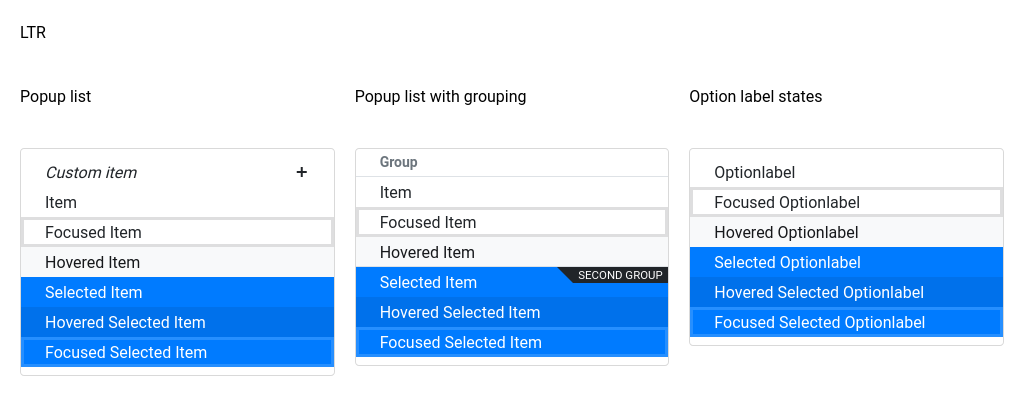 LTR
Popup list
Custom item +
Item
Focused Item
Hovered Item
Selected Item
Hovered Selected Item
Focused Selected Item
Popup list with grouping
Group
Item
Focused Item
Hovered Item
Selected Item SECOND GROUP
Hovered Selected Item
Focused Selected Item
Option label states
Optionlabel
Focused Optionlabel
Hovered Optionlabel
Selected Optionlabel
Hovered Selected Optionlabel
Focused Selected Optionlabel